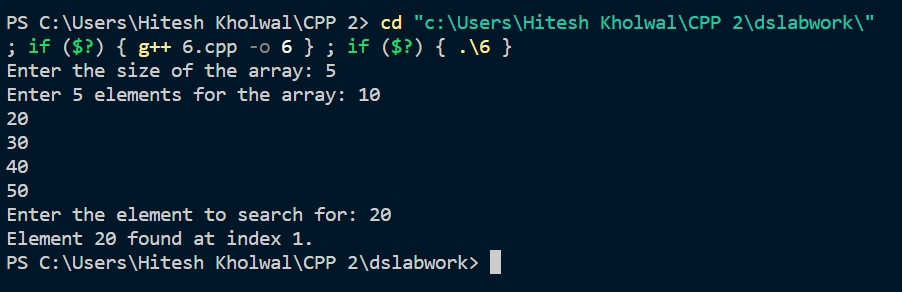 PS C:\Users\Hitesh Kholwal\CPP 2> cd "c:\Users\Hitesh Kholwal\CPP 2\dslabwork\"
; if ($?) { g++ 6.cpp -o 6 } ; if ($?) { .\6 }
Enter the size of the array: 5
Enter 5 elements for the array: 10
20
30
40
50
Enter the element to search for: 20
Element 20 found at index 1.
PS C:\Users\Hitesh Kholwal\CPP 2\dslabwork>